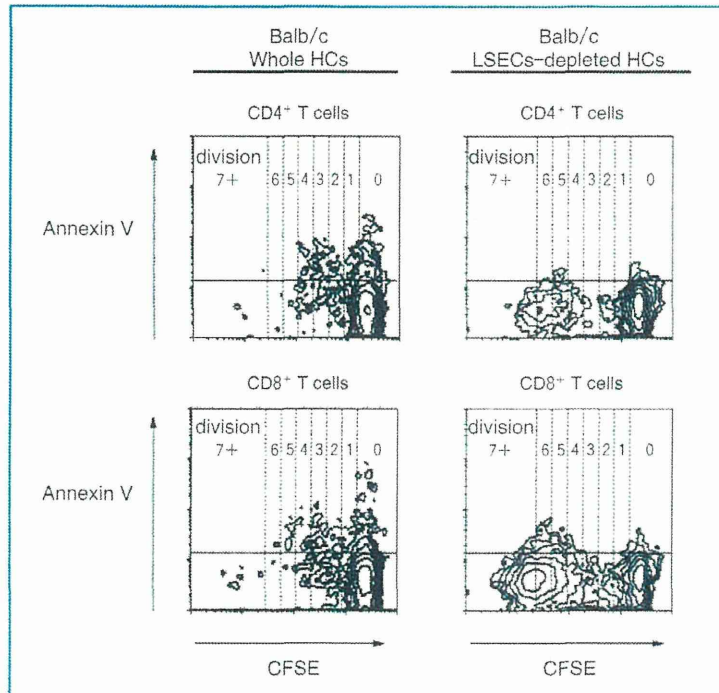 Balb/c
Whole HCs
Balb/c
LSECs-depleted HCs
CD4⁺ T cells
CD4⁺ T cells
division
7+ 6 5 4 3 2 1 0
division
7+ 6 5 4 3 2 1 0
Annexin V
CD8⁺ T cells
CD8⁺ T cells
division
7+ 6 5 4 3 2 1 0
division
7+ 6 5 4 3 2 1 0
Annexin V
CFSE
CFSE